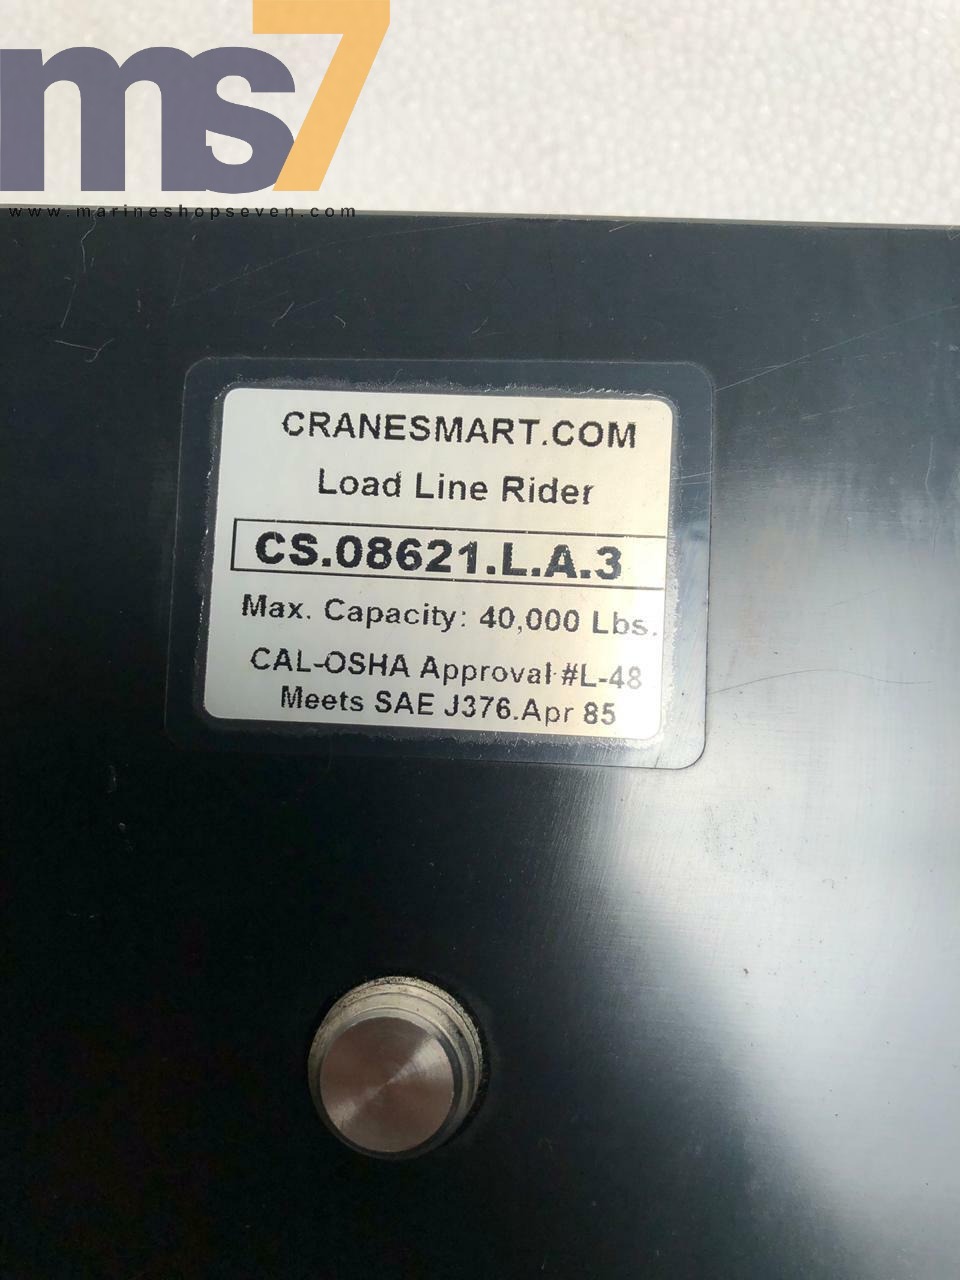 ms7
www.marineshopseven.com
CRANESMART.COM
Load Line Rider
CS.08621.L.A.3
Max. Capacity: 40,000 Lbs.
CAL-OSHA Approval #L-48
Meets SAE J376.Apr 85